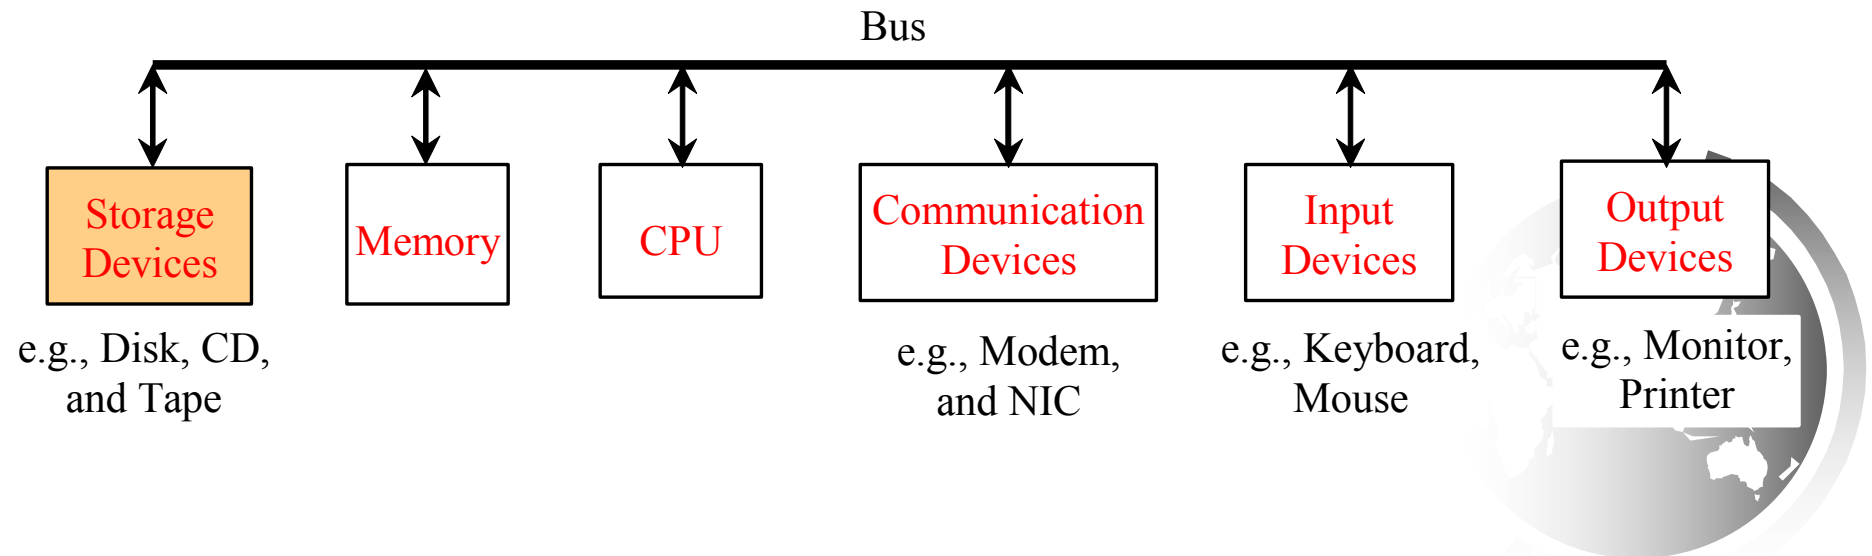 Bus
Storage
Devices
Memory
CPU
Communication
Devices
Input
Devices
Output
Devices
e.g., Disk, CD,
and Tape
e.g., Modem,
and NIC
e.g., Keyboard,
Mouse
e.g., Monitor,
Printer